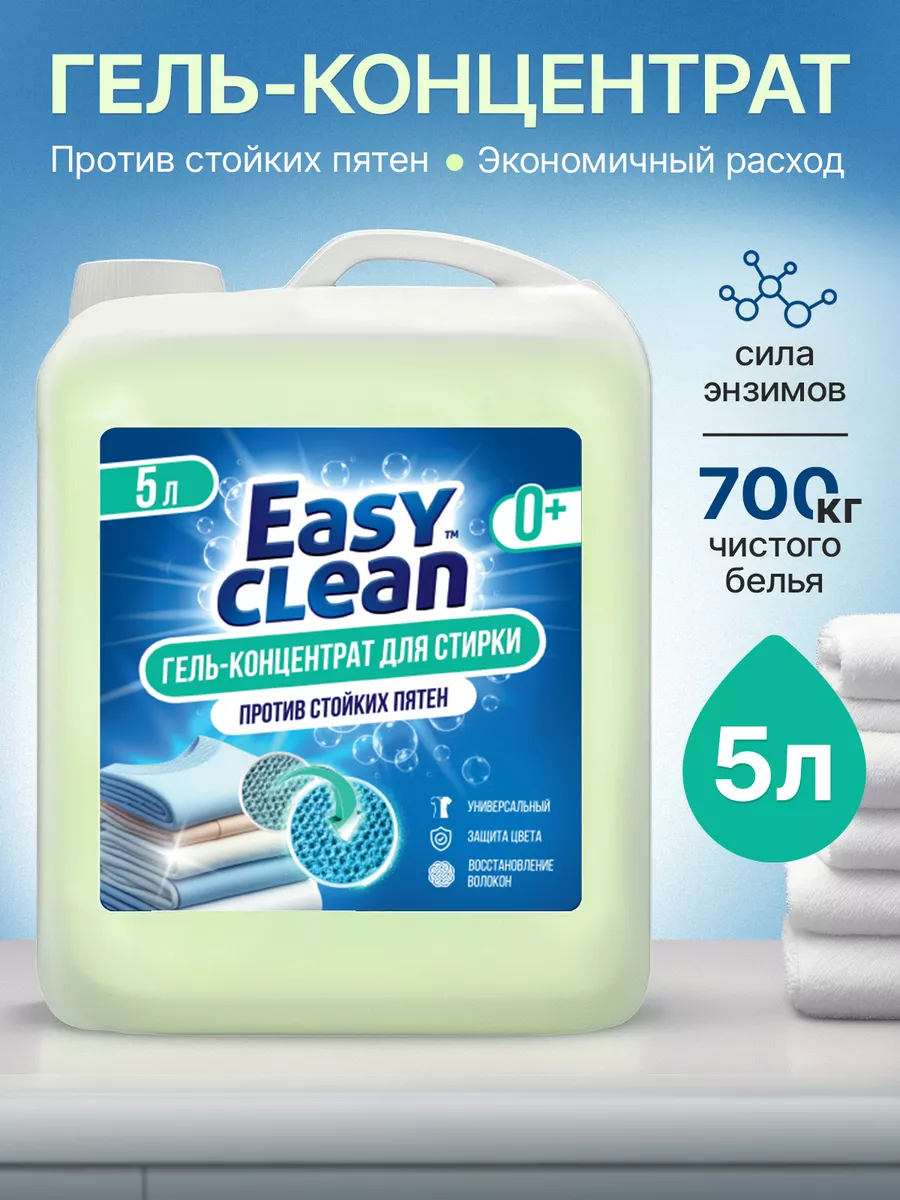 ГЕЛЬ-КОНЦЕНТРАТ
Против стойких пятен • Экономичный расход
сила
энзимов
700кг
чистого
белья
5л
5 л
0+
Easy
cLean™
ГЕЛЬ-КОНЦЕНТРАТ ДЛЯ СТИРКИ
ПРОТИВ СТОЙКИХ ПЯТЕН
УНИВЕРСАЛЬНЫЙ
ЗАЩИТА ЦВЕТА
ВОССТАНОВЛЕНИЕ
ВОЛОКОН